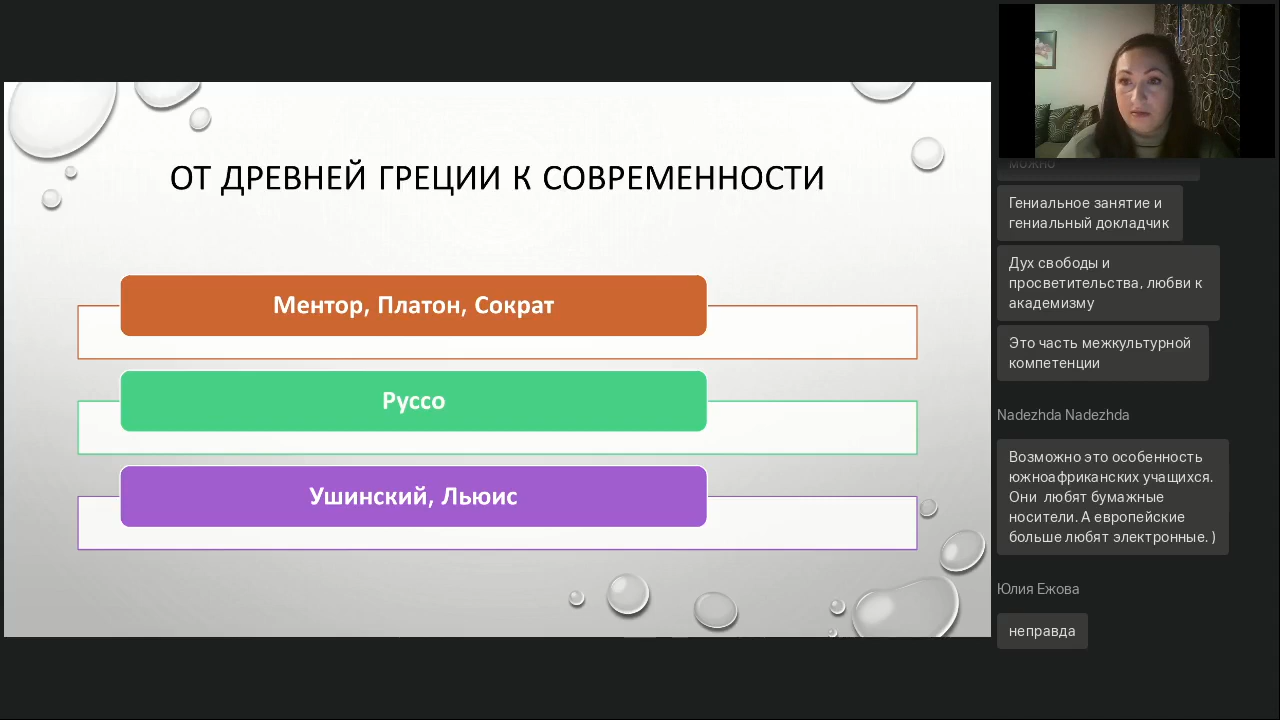 ОТ ДРЕВНЕЙ ГРЕЦИИ К СОВРЕМЕННОСТИ
Ментор, Платон, Сократ
Руссо
Ушинский, Льюис
можно
Гениальное занятие и
гениальный докладчик
Дух свободы и
просветительства, любви к
академизму
Это часть межкультурной
компетенции
Nadezhda Nadezhda
Возможно это особенность
южноафриканских учащихся.
Они любят бумажные
носители. А европейские
больше любят электронные. )
Юлия Ежова
неправда